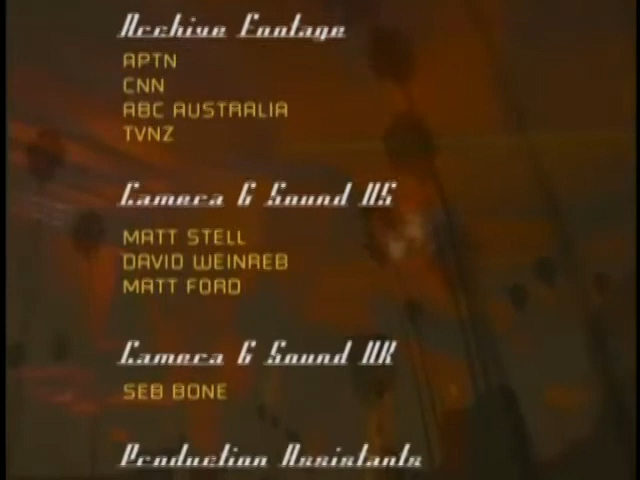 Archive Footage
APTN
CNN
ABC AUSTRALIA
TVNZ
Camera & Sound US
MATT STELL
DAVID WEINREB
MATT FORD
Camera & Sound UK
SEB BONE
Production Assistants